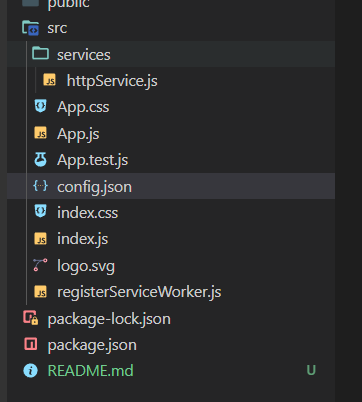 public
src
services
httpService.js
App.css
App.js
App.test.js
config.json
index.css
index.js
logo.svg
registerServiceWorker.js
package-lock.json
package.json
README.md U